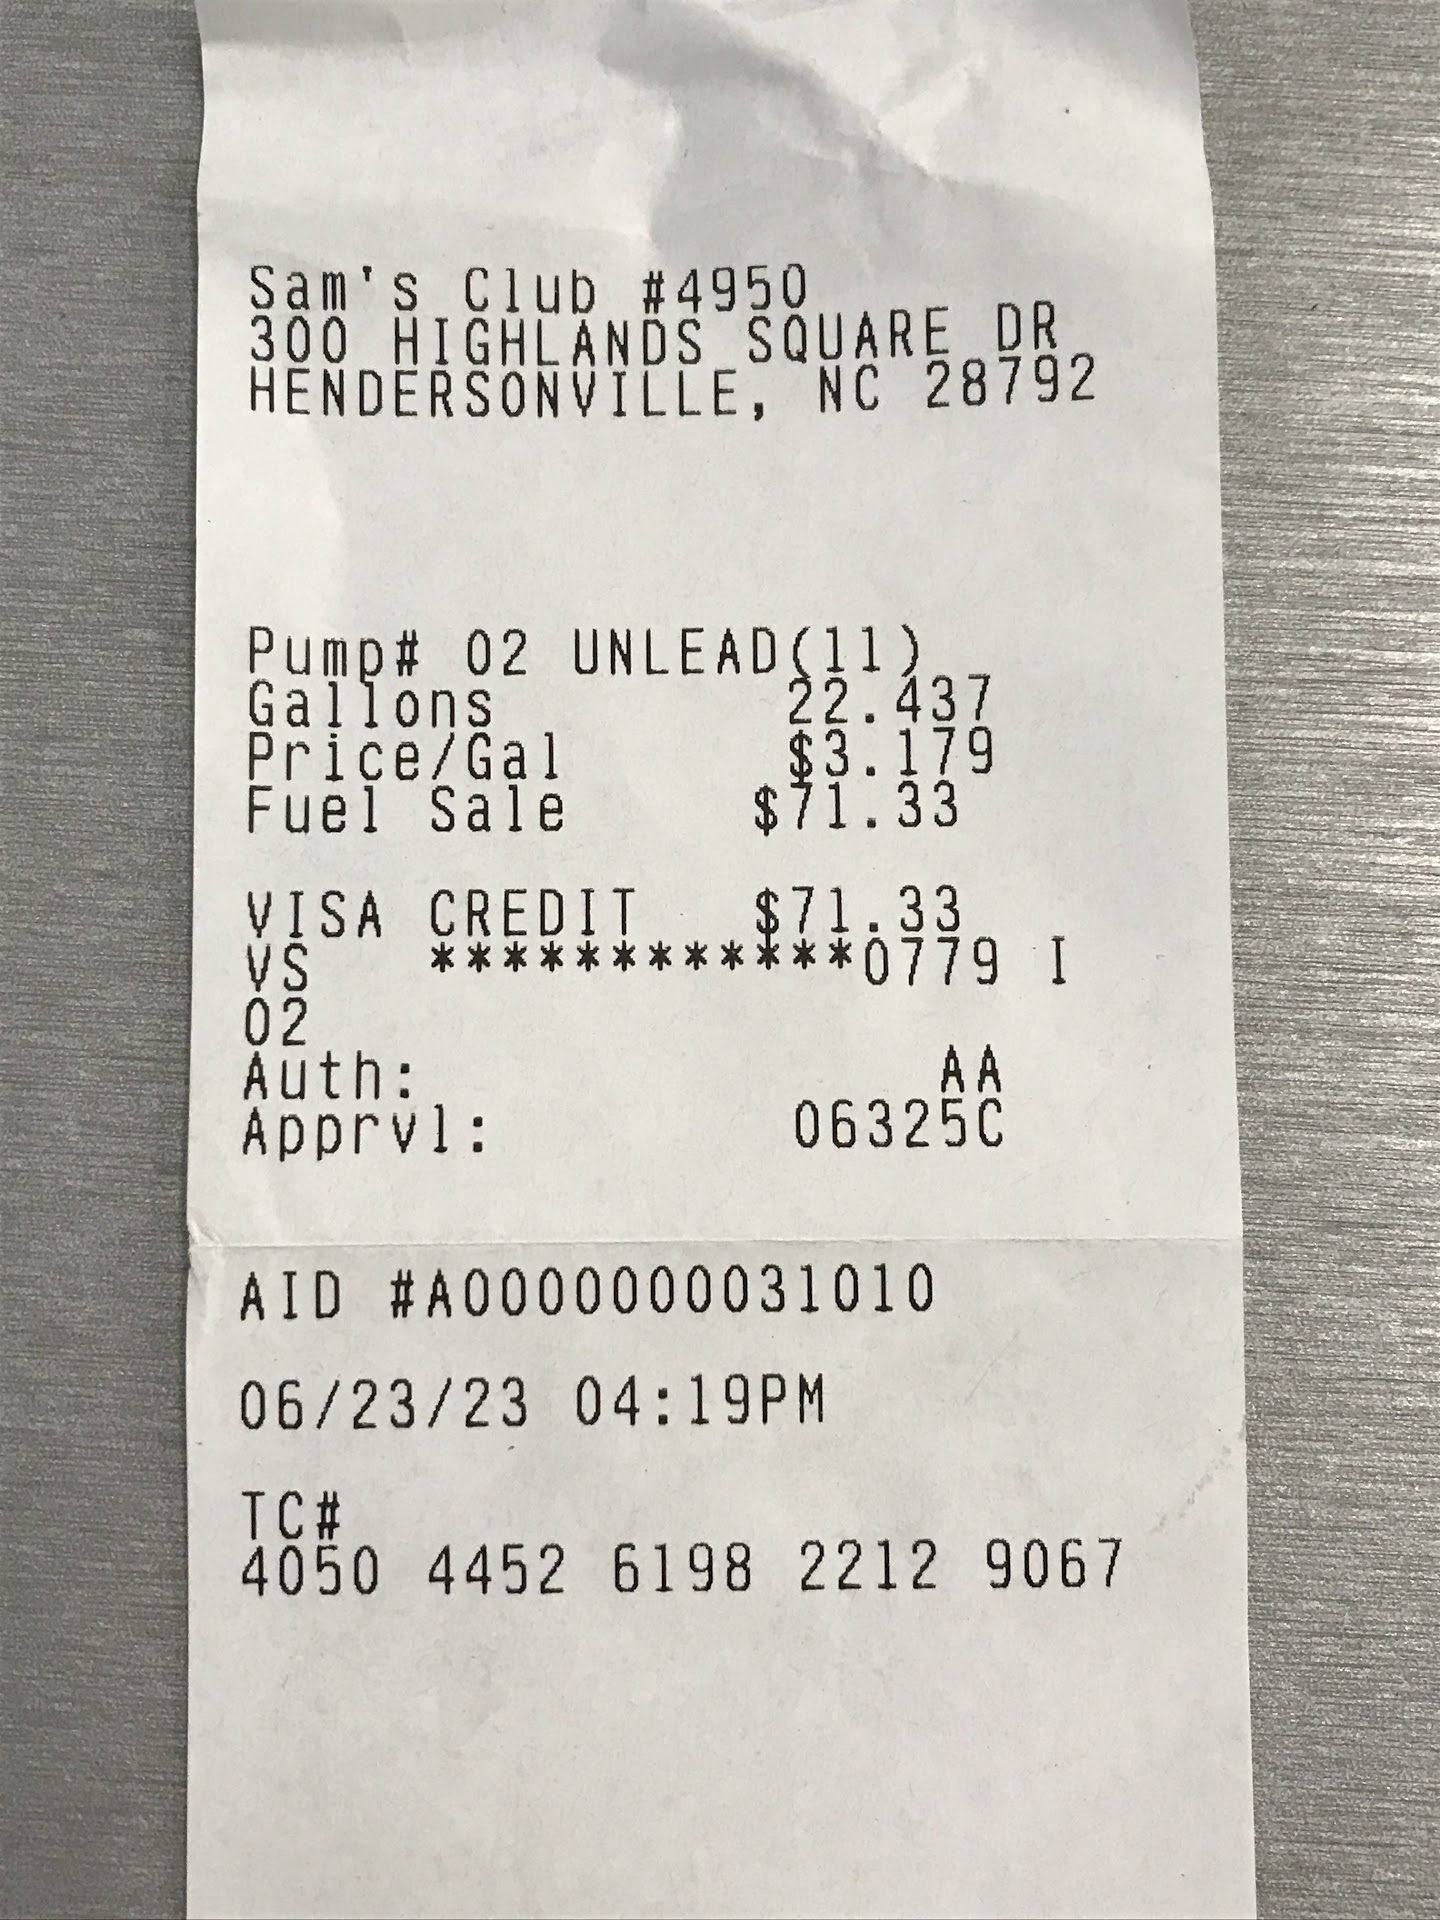 Sam's Club #4950
300 HIGHLANDS SQUARE DR
HENDERSONVILLE, NC 28792
Pump# 02 UNLEAD(11)
Gallons 22.437
Price/Gal $3.179
Fuel Sale $71.33
VISA CREDIT $71.33
VS ************0779 I
02
Auth: AA
Apprvl: 06325C
AID #A0000000031010
06/23/23 04:19PM
TC#
4050 4452 6198 2212 9067